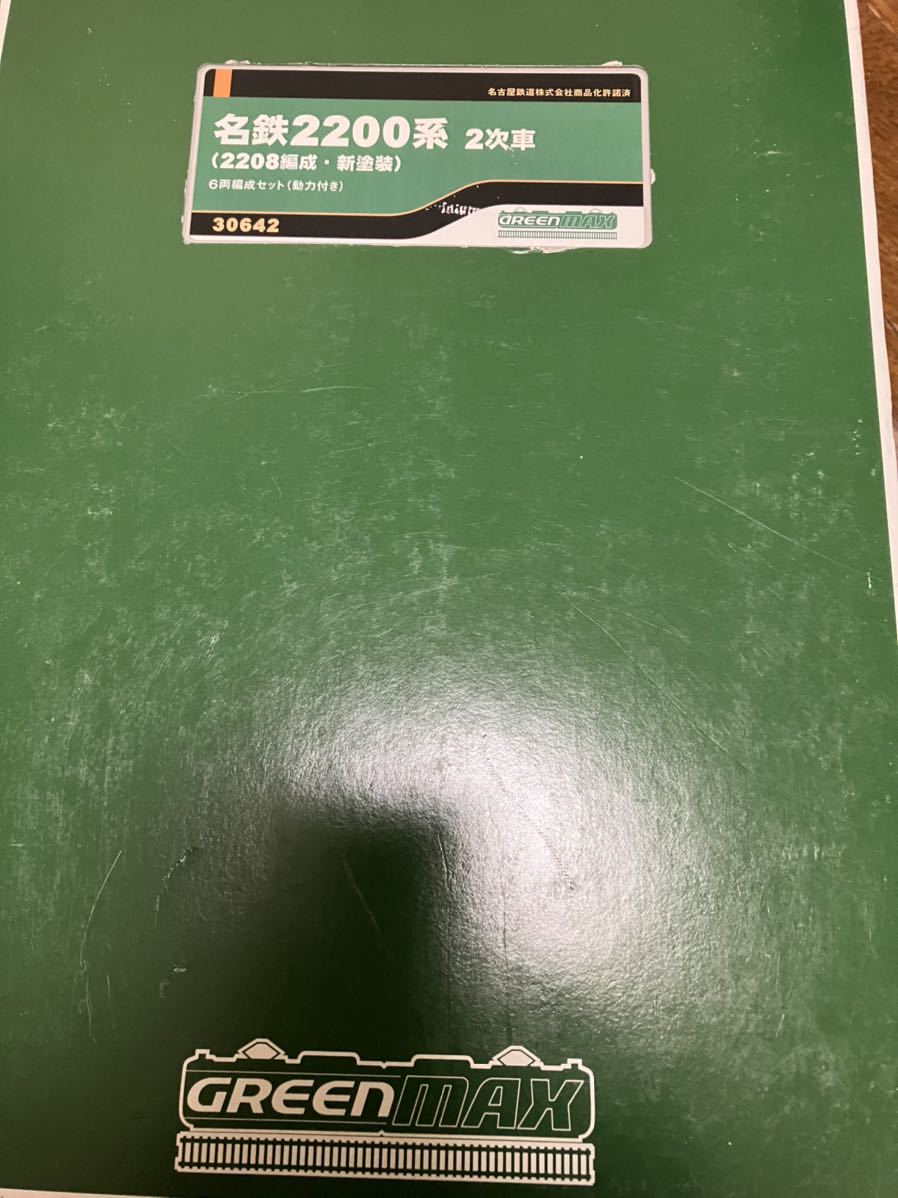 名古屋鉄道株式会社商品化許諾済
名鉄2200系 2次車
(2208編成・新塗装)
6両編成セット(動力付き)
30642
GREENMAX
GREENMAX